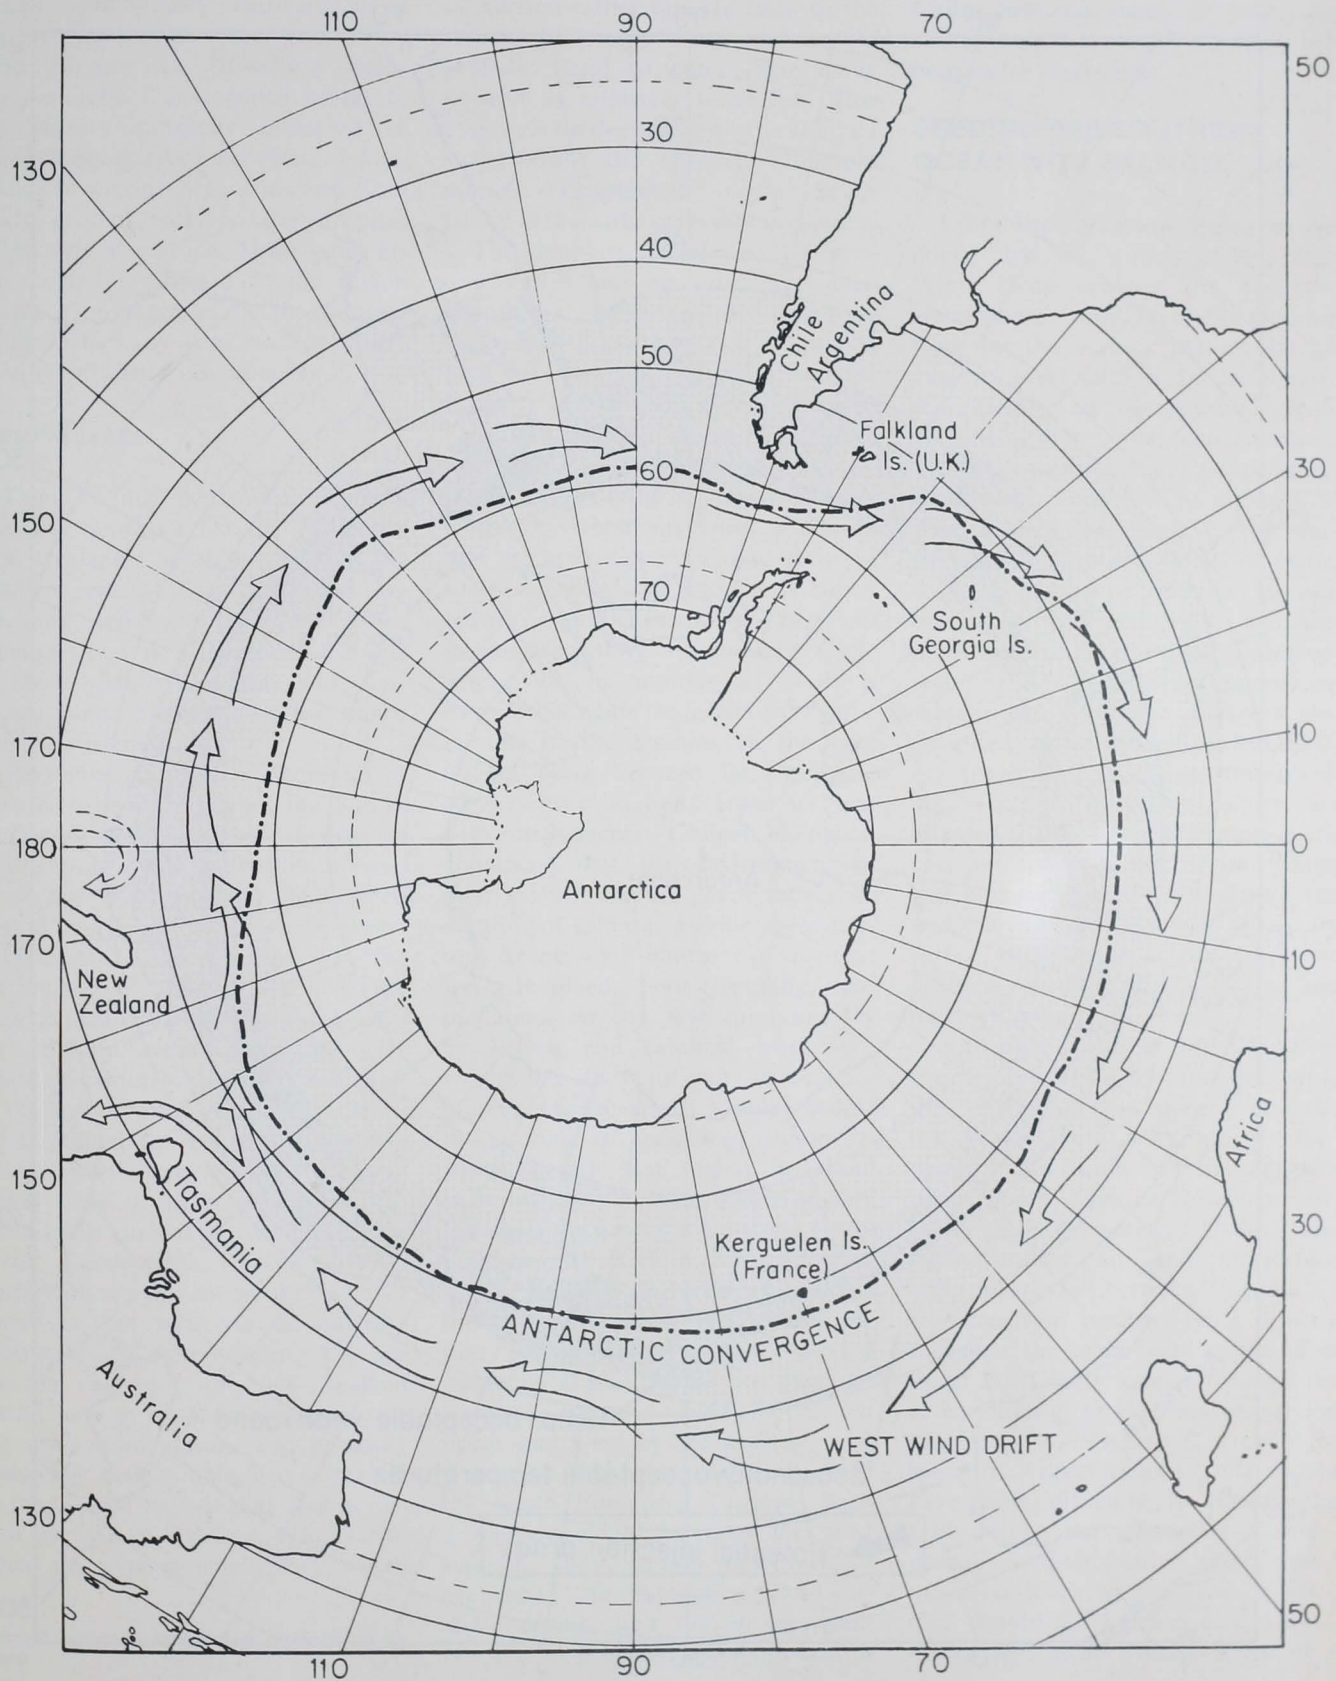 110
90
70
50
130
30
40
Chile
Argentina
50
Falkland
Is. (U.K.)
60
30
150
70
South
Georgia Is.
170
10
180
0
Antarctica
170
10
New
Zealand
Africa
150
Tasmania
30
Kerguelen Is.
(France)
ANTARCTIC CONVERGENCE
Australia
WEST WIND DRIFT
130
50
110
90
70